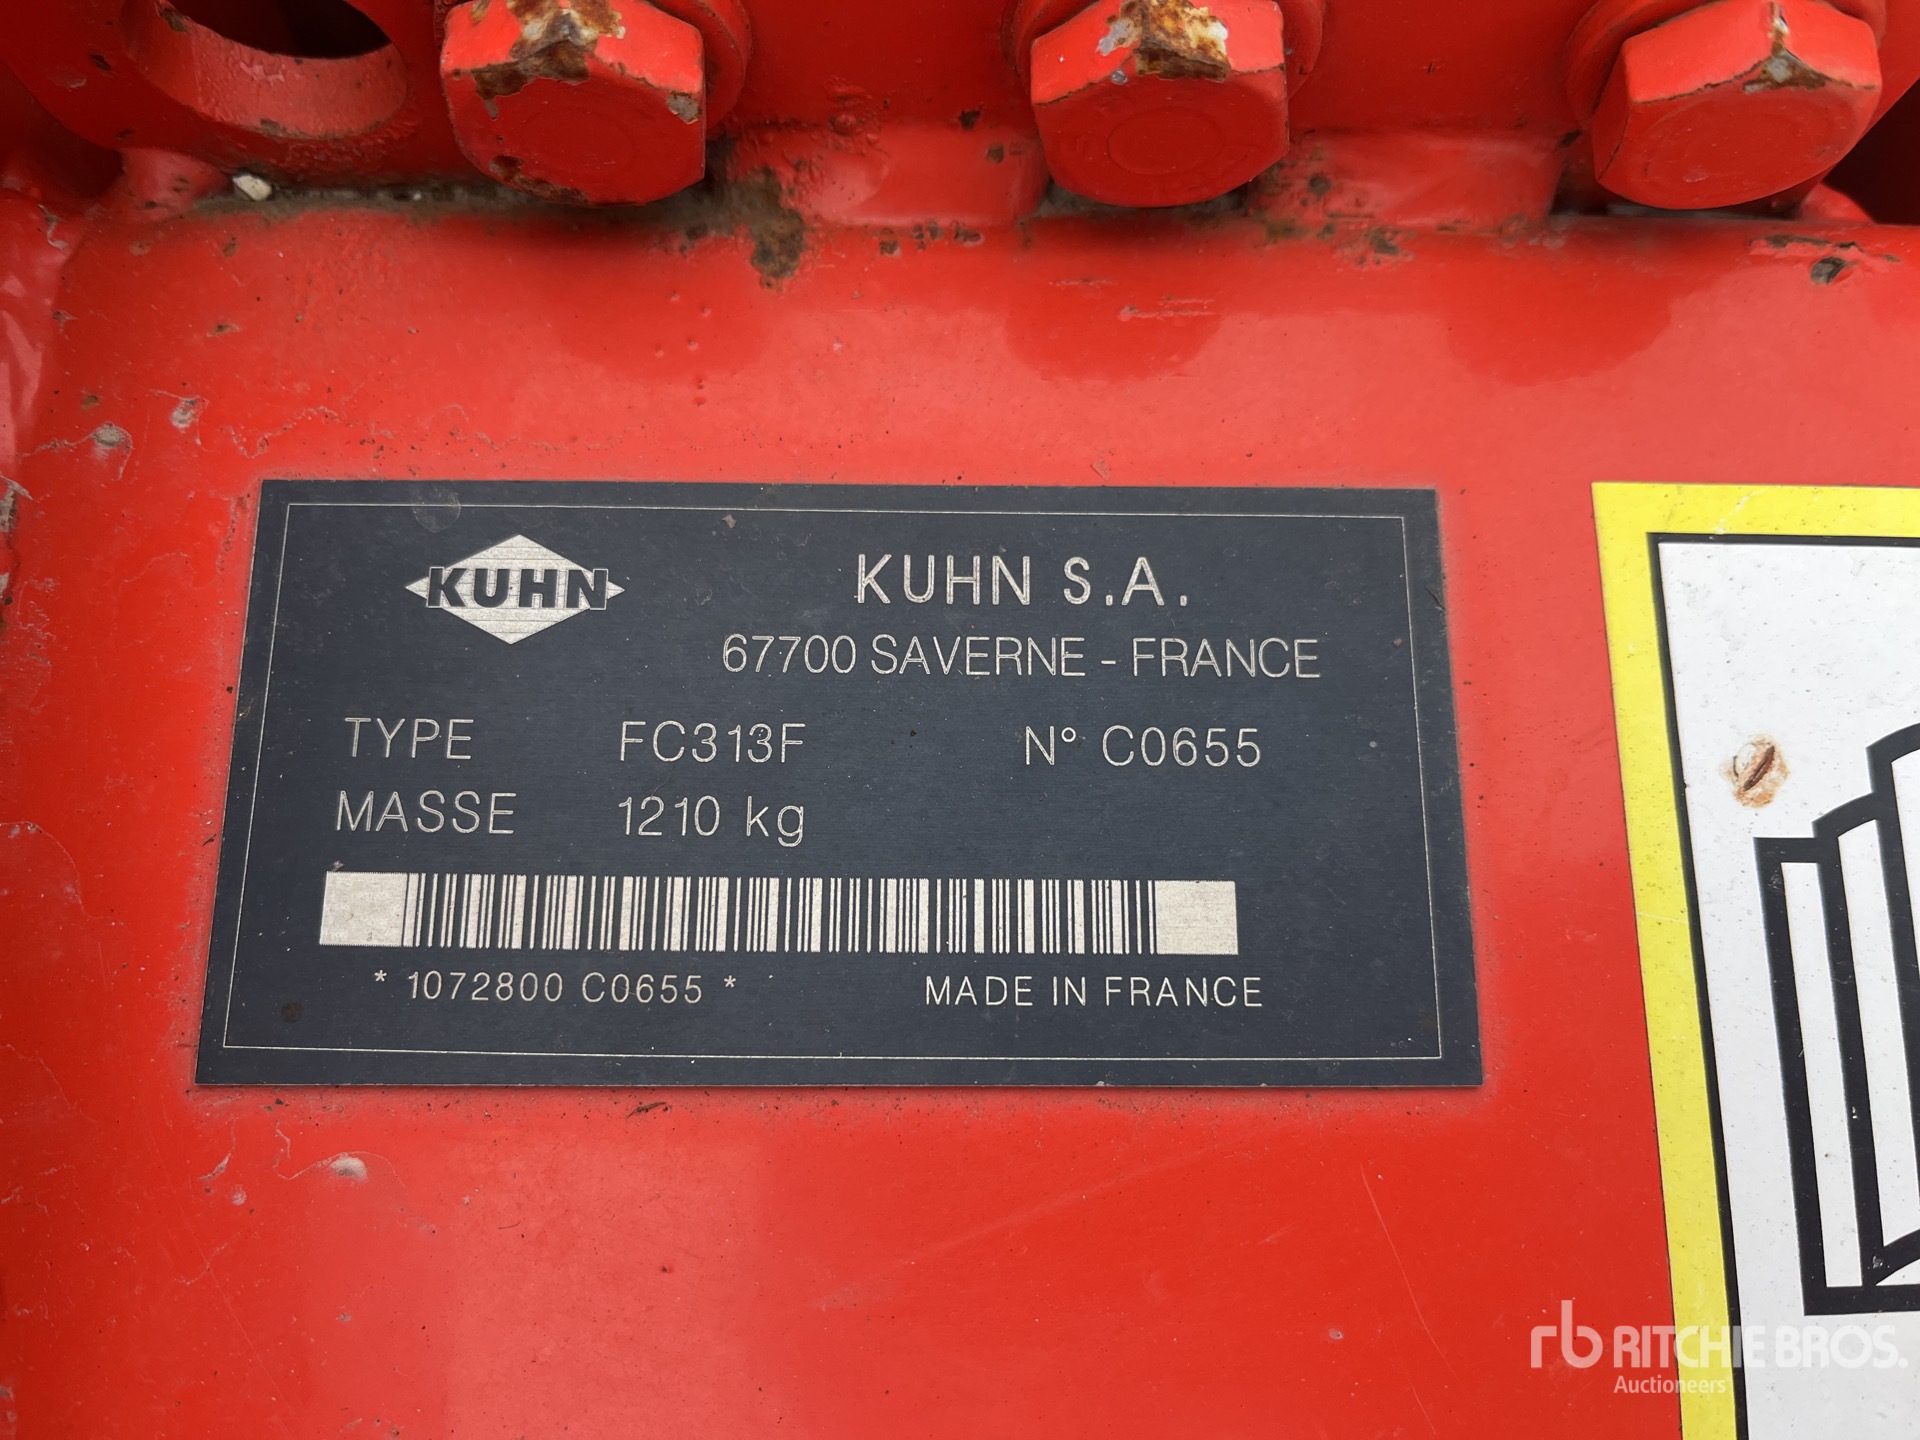 KUHN
KUHN S.A.
67700 SAVERNE - FRANCE
TYPE FC313F N° C0655
MASSE 1210 kg
* 1072800 C0655 *
MADE IN FRANCE
rb RITCHIE BROS.
Auctioneers